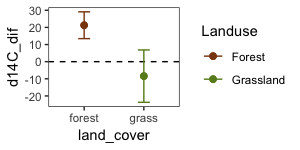 30
20
10
0
-10
-20
d14C_dif
forest
grass
land_cover
Landuse
Forest
Grassland